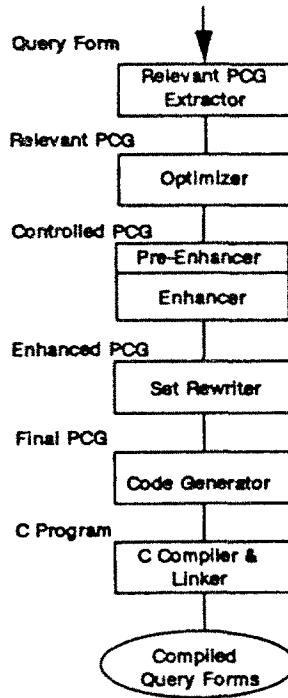 Query Form
Relevant PCG
Extractor
Relevant PCG
Optimizer
Controlled PCG
Pre-Enhancer
Enhancer
Enhanced PCG
Set Rewriter
Final PCG
Code Generator
C Program
C Compiler &
Linker
Compiled
Query Forms